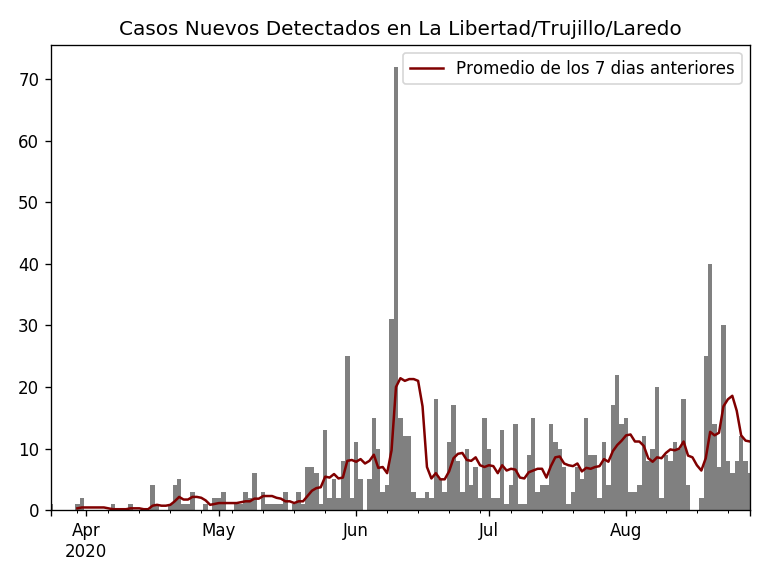 Casos Nuevos Detectados en La Libertad/Trujillo/Laredo
Promedio de los 7 dias anteriores
70
60
50
40
30
20
10
0
Apr
2020
May
Jun
Jul
Aug